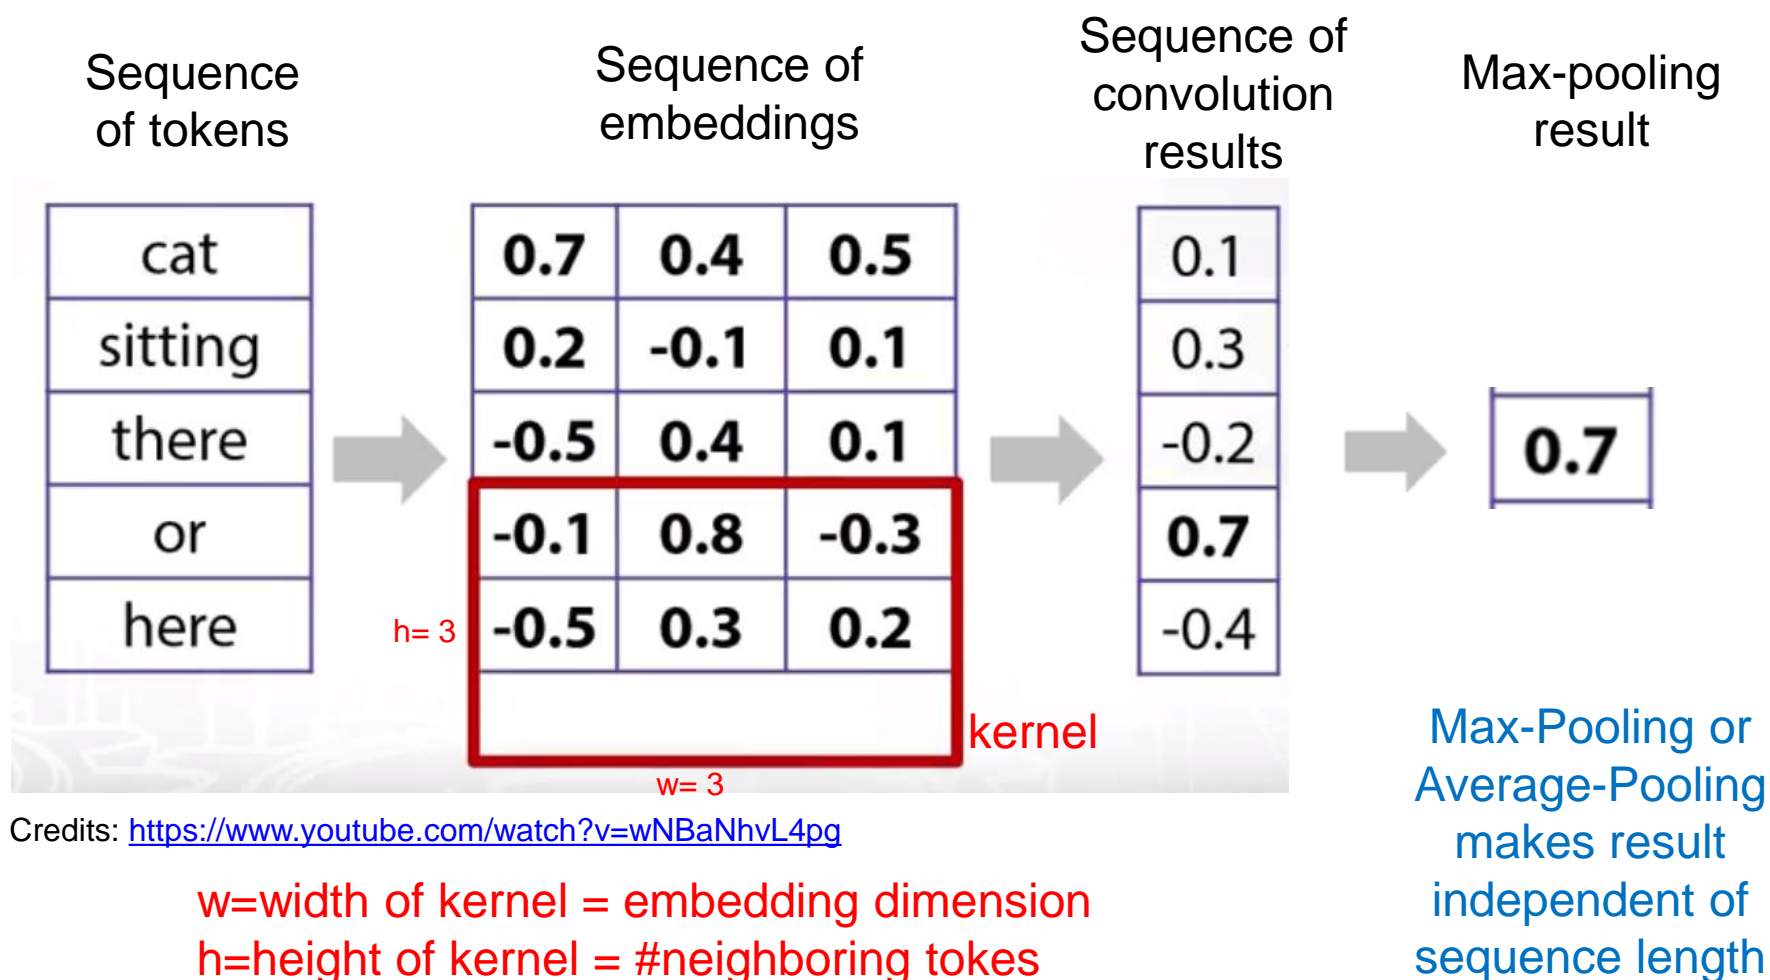 Sequence
of tokens
Sequence of
embeddings
Sequence of
convolution
results
Max-pooling
result
cat
sitting
there
or
here
0.7 0.4 0.5
0.2 -0.1 0.1
-0.5 0.4 0.1
-0.1 0.8 -0.3
-0.5 0.3 0.2
h= 3
w= 3
kernel
0.1
0.3
-0.2
0.7
-0.4
0.7
Max-Pooling or
Average-Pooling
makes result
independent of
sequence length
Credits: https://www.youtube.com/watch?v=wNBaNhvL4pg
w=width of kernel = embedding dimension
h=height of kernel = #neighboring tokes